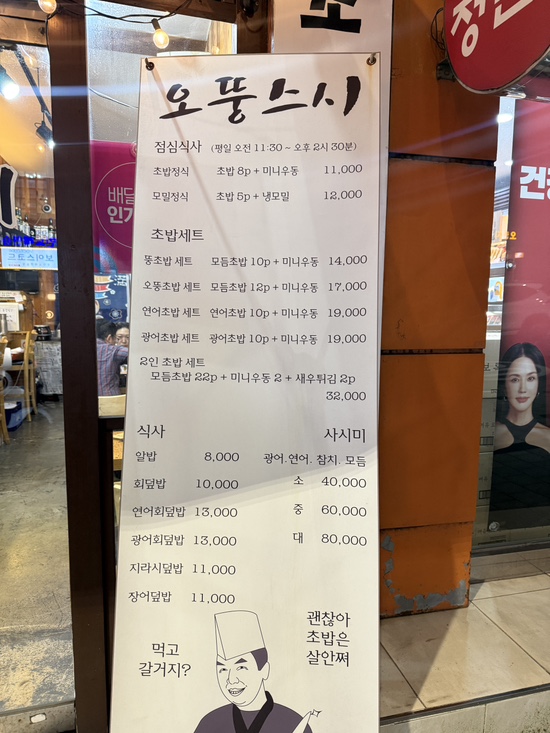 오뚱스시
점심식사 (평일 오전 11:30 ~ 오후 2시 30분)
초밥정식 초밥 8p + 미니우동 11,000
모밀정식 초밥 5p + 냉모밀 12,000
초밥세트
뚱초밥 세트 모듬초밥 10p + 미니우동 14,000
오뚱초밥 세트 모듬초밥 12p + 미니우동 17,000
연어초밥 세트 연어초밥 10p + 미니우동 19,000
광어초밥 세트 광어초밥 10p + 미니우동 19,000
2인 초밥 세트
모듬초밥 22p + 미니우동 2 + 새우튀김 2p
32,000
식사
알밥 8,000
회덮밥 10,000
연어회덮밥 13,000
광어회덮밥 13,000
지라시덮밥 11,000
장어덮밥 11,000
사시미
광어. 연어. 참치. 모듬
소 40,000
중 60,000
대 80,000
먹고
갈거지?
괜찮아
초밥은
살안쪄
배달
인기
정관
건강